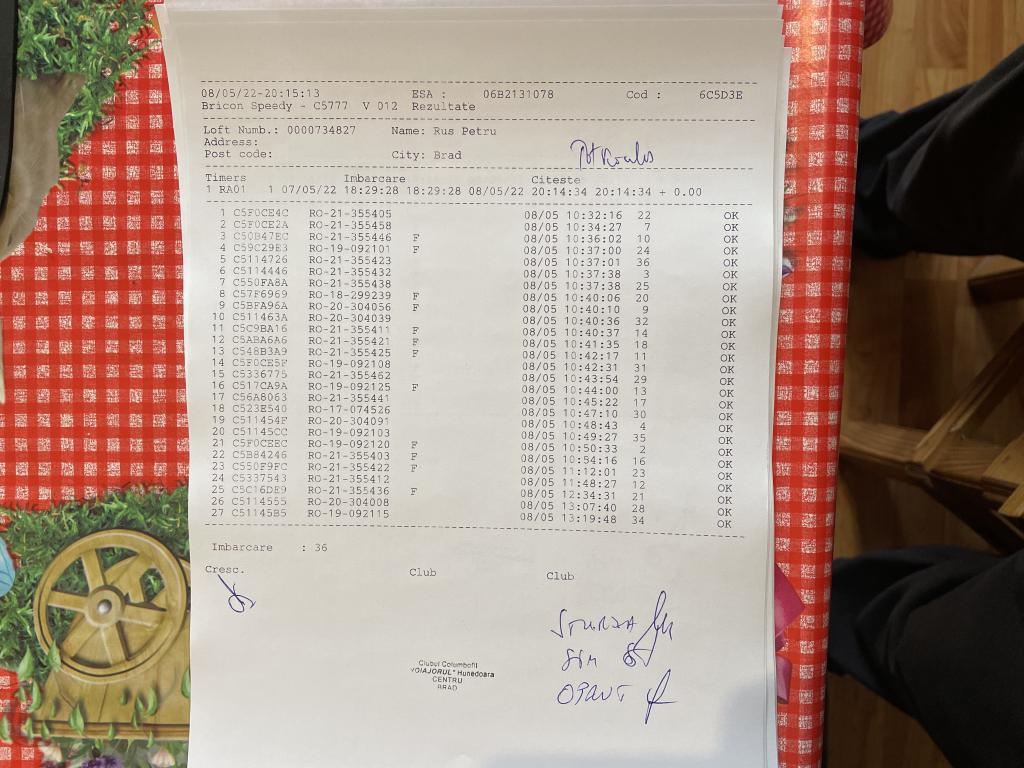 08/05/22-20:15:13 ESA : 06B2131078 Cod : 6C5D3E
Bricon Speedy - C5777 V 012 Rezultate
Loft Numb.: 0000734827 Name: Rus Petru
Address:
Post code: City: Brad
Timers Imbarcare Citeste
1 RA01 1 07/05/22 18:29:28 18:29:28 08/05/22 20:14:34 20:14:34 + 0.00
1 C5F0CE4C RO-21-355405 08/05 10:32:16 22 OK
2 C5F0CE2A RO-21-355458 08/05 10:34:27 7 OK
3 C50B47EC RO-21-355446 F 08/05 10:36:02 10 OK
4 C59C29E3 RO-19-092101 F 08/05 10:37:00 24 OK
5 C5114726 RO-21-355423 08/05 10:37:01 36 OK
6 C5114446 RO-21-355432 08/05 10:37:38 3 OK
7 C550FA8A RO-21-355438 08/05 10:37:38 25 OK
8 C57F6969 RO-18-299239 F 08/05 10:40:06 20 OK
9 C5BFA96A RO-20-304056 F 08/05 10:40:10 9 OK
10 C511463A RO-20-304039 08/05 10:40:36 32 OK
11 C5C9BA16 RO-21-355411 F 08/05 10:40:37 14 OK
12 C5ABA6A6 RO-21-355421 F 08/05 10:41:35 18 OK
13 C548B3A9 RO-21-355425 F 08/05 10:42:17 11 OK
14 C5F0CE5F RO-19-092108 08/05 10:42:31 31 OK
15 C5336775 RO-21-355462 08/05 10:43:54 29 OK
16 C517CA9A RO-19-092125 F 08/05 10:44:00 13 OK
17 C56A8063 RO-21-355441 08/05 10:45:22 17 OK
18 C523E540 RO-17-074526 08/05 10:47:10 30 OK
19 C511454F RO-20-304091 08/05 10:48:43 4 OK
20 C51145CC RO-19-092103 08/05 10:49:27 35 OK
21 C5F0CEEC RO-19-092120 F 08/05 10:50:33 2 OK
22 C5B84246 RO-21-355403 F 08/05 10:54:16 16 OK
23 C550F9FC RO-21-355422 F 08/05 11:12:01 23 OK
24 C5337543 RO-21-355412 08/05 11:48:27 12 OK
25 C5C16DE9 RO-21-355436 F 08/05 12:34:31 21 OK
26 C5114555 RO-20-304008 08/05 13:07:40 28 OK
27 C51145B5 RO-19-092115 08/05 13:19:48 34 OK
Imbarcare : 36
Cresc. Club Club
Clubul Columbofil
"VOIAJORUL" Hunedoara
CENTRU
BRAD